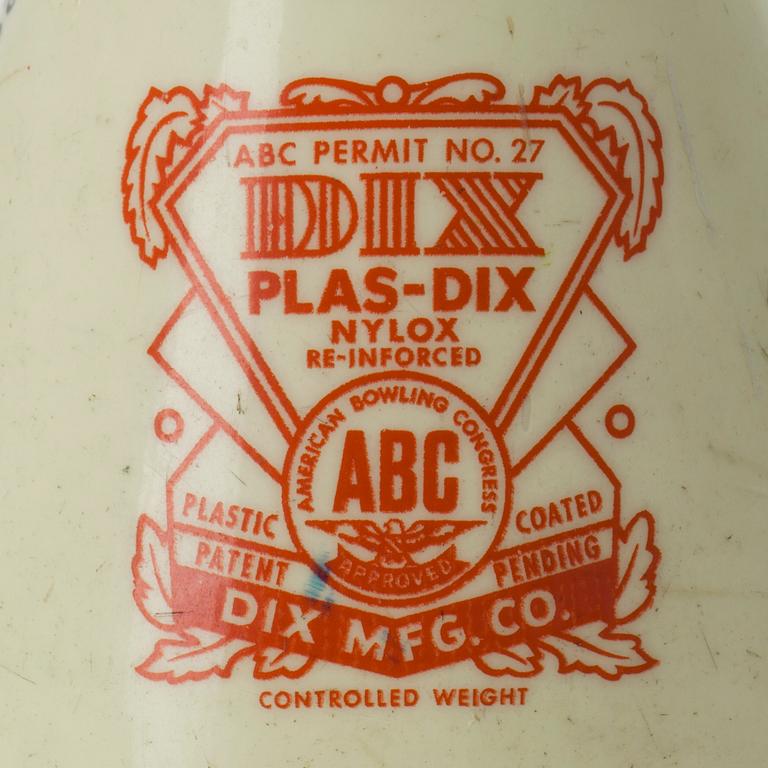 ABC PERMIT NO. 27
DIX
PLAS-DIX
NYLOX
RE-INFORCED
AMERICAN BOWLING CONGRESS
ABC
APPROVED
PLASTIC COATED
PATENT PENDING
DIX MFG. CO.
CONTROLLED WEIGHT